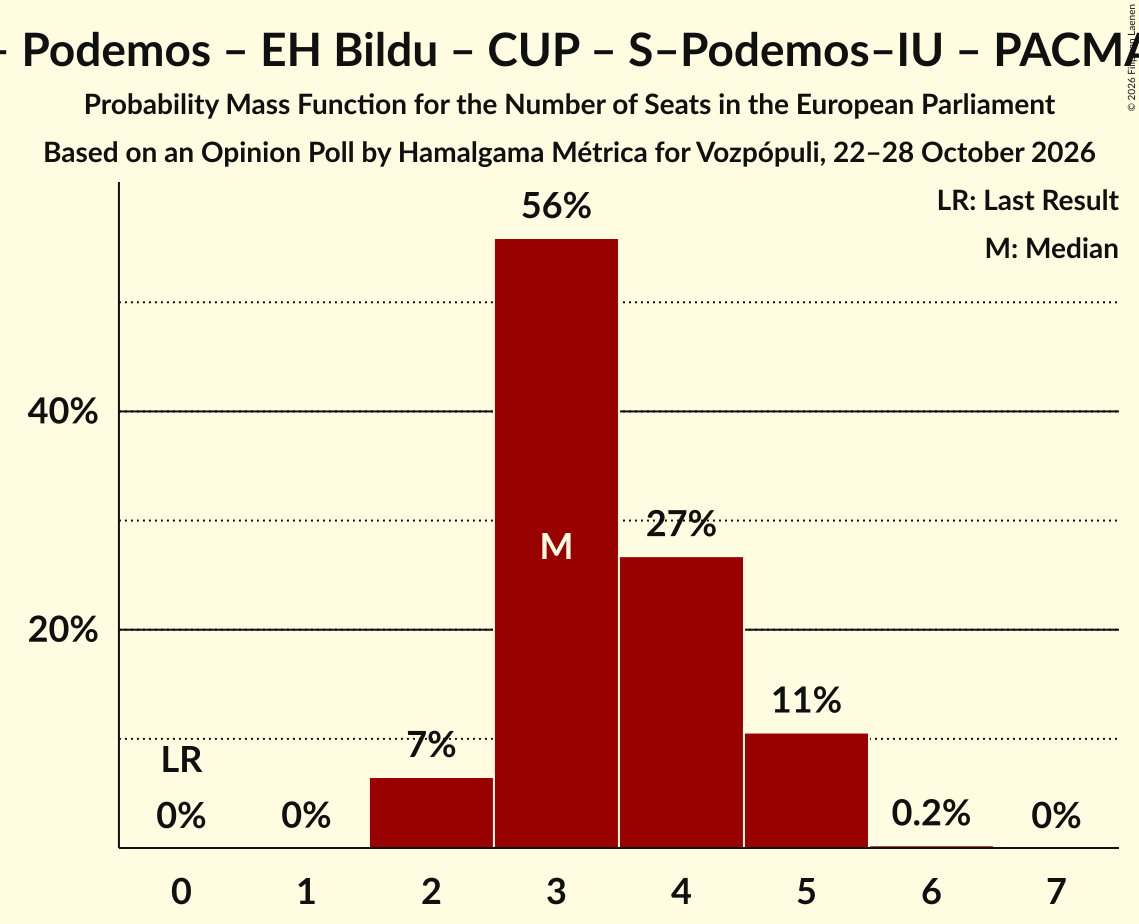 – Podemos – EH Bildu – CUP – S–Podemos–IU – PACMA
Probability Mass Function for the Number of Seats in the European Parliament
Based on an Opinion Poll by Hamalgama Métrica for Vozpópuli, 22–28 October 2026
LR: Last Result
M: Median
56%
40%
27%
M
20%
11%
7%
LR
0% 0% 0.2% 0%
0 1 2 3 4 5 6 7
© 2026 Filip van Laenen